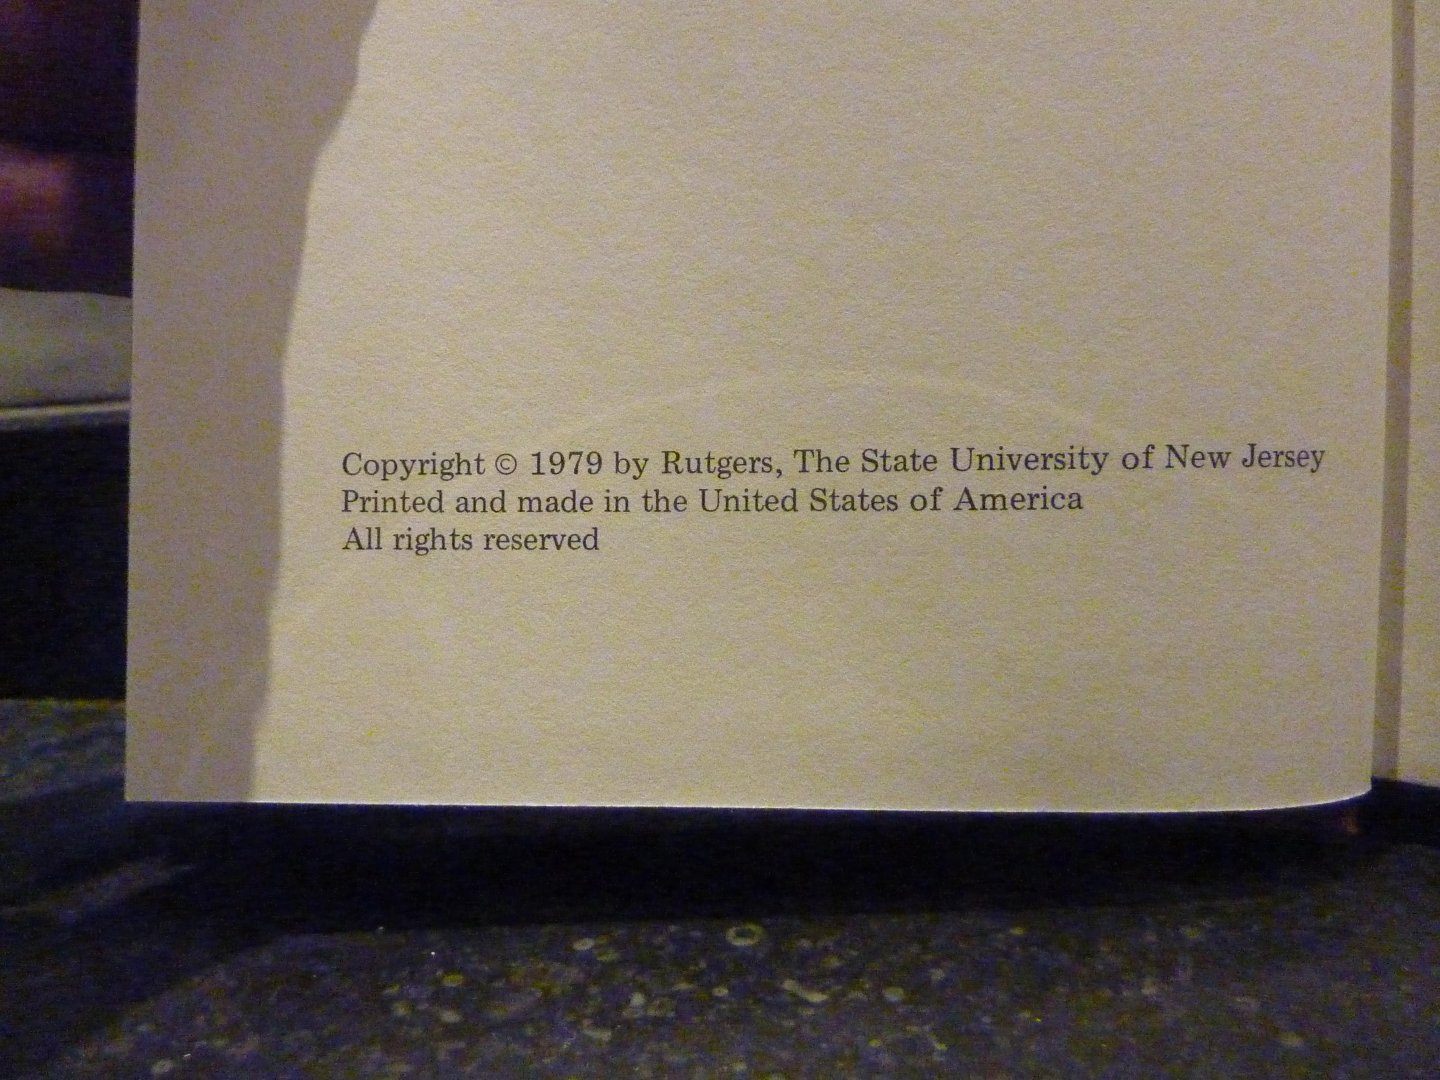 Copyright © 1979 by Rutgers, The State University of New Jersey
Printed and made in the United States of America
All rights reserved